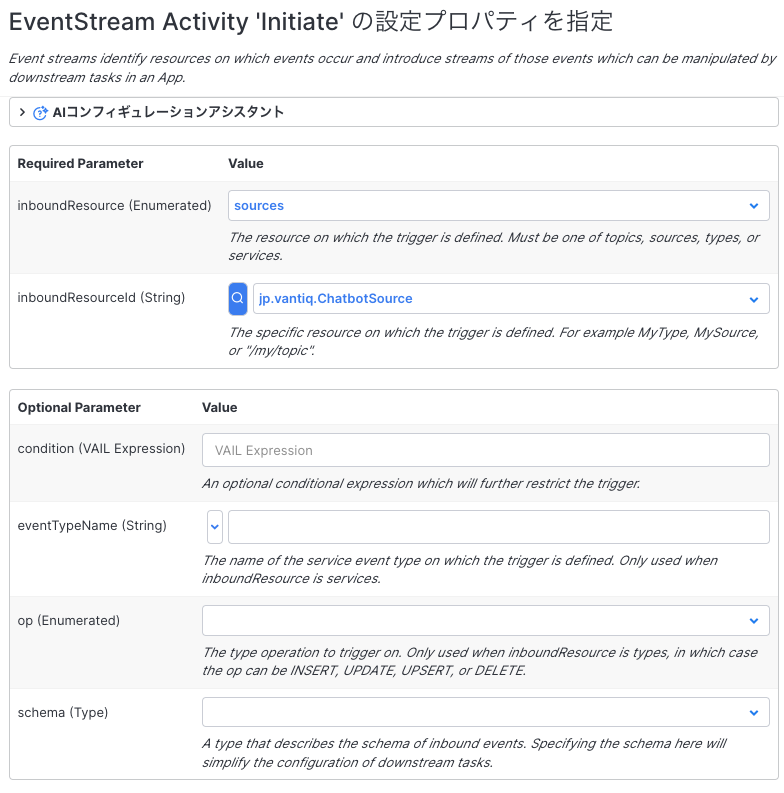 EventStream Activity 'Initiate' の設定プロパティを指定
Event streams identify resources on which events occur and introduce streams of those events which can be manipulated by
downstream tasks in an App.
AIコンフィギュレーションアシスタント
Required Parameter Value
inboundResource (Enumerated) sources
The resource on which the trigger is defined. Must be one of topics, sources, types, or
services.
inboundResourceId (String) jp.vantiq.ChatbotSource
The specific resource on which the trigger is defined. For example MyType, MySource,
or "/my/topic".
Optional Parameter Value
condition (VAIL Expression) VAIL Expression
An optional conditional expression which will further restrict the trigger.
eventTypeName (String)
The name of the service event type on which the trigger is defined. Only used when
inboundResource is services.
op (Enumerated)
The type operation to trigger on. Only used when inboundResource is types, in which case
the op can be INSERT, UPDATE, UPSERT, or DELETE.
schema (Type)
A type that describes the schema of inbound events. Specifying the schema here will
simplify the configuration of downstream tasks.